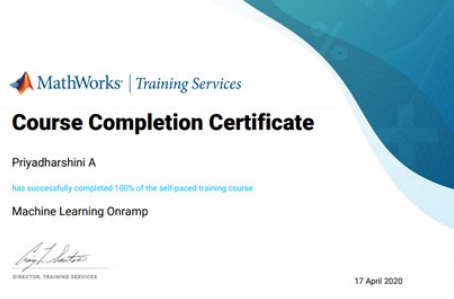 MathWorks® | Training Services
Course Completion Certificate
Priyadharshini A
has successfully completed 100% of the self-paced training course
Machine Learning Onramp
DIRECTOR, TRAINING SERVICES
17 April 2020